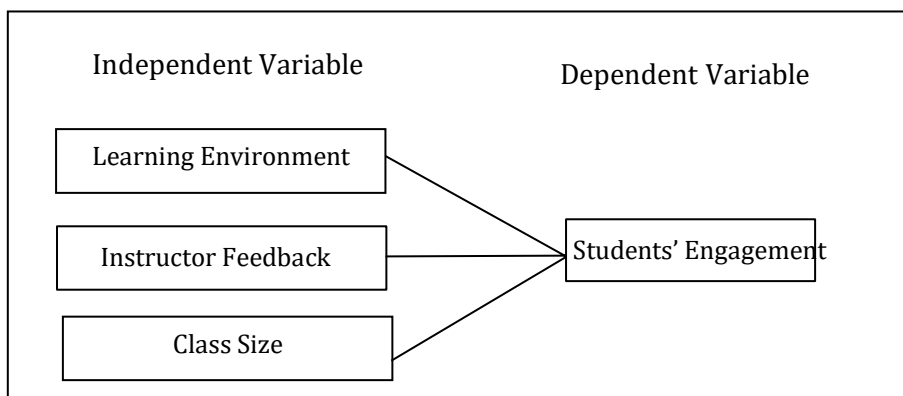 Independent Variable
Dependent Variable
Learning Environment
Instructor Feedback
Students’ Engagement
Class Size